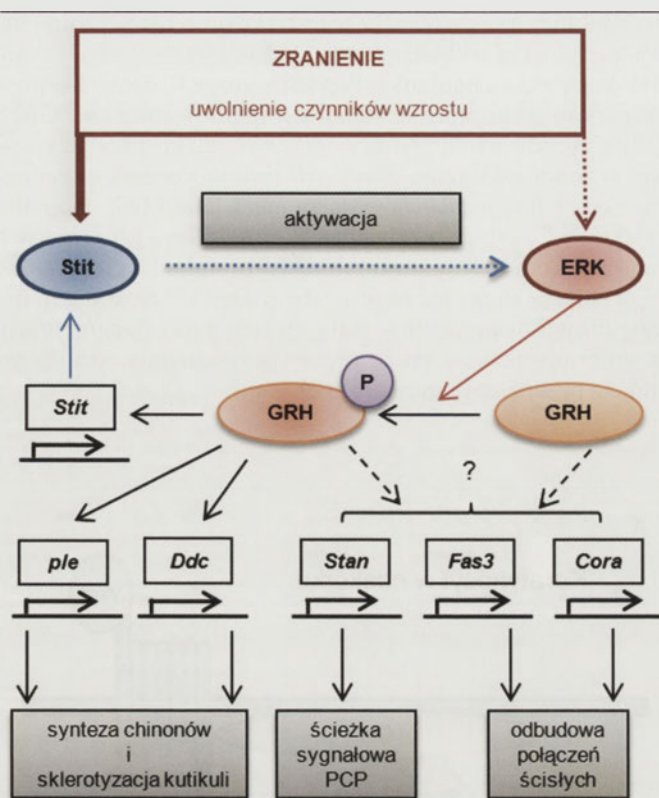 ZRANIENIE
uwolnienie czynników wzrostu
aktywacja
Stit
ERK
P
Stit
GRH
GRH
?
ple
Ddc
Stan
Fas3
Cora
synteza chinonów
i
sklerotyzacja kutikuli
ścieżka
sygnałowa
PCP
odbudowa
połączeń
ścisłych